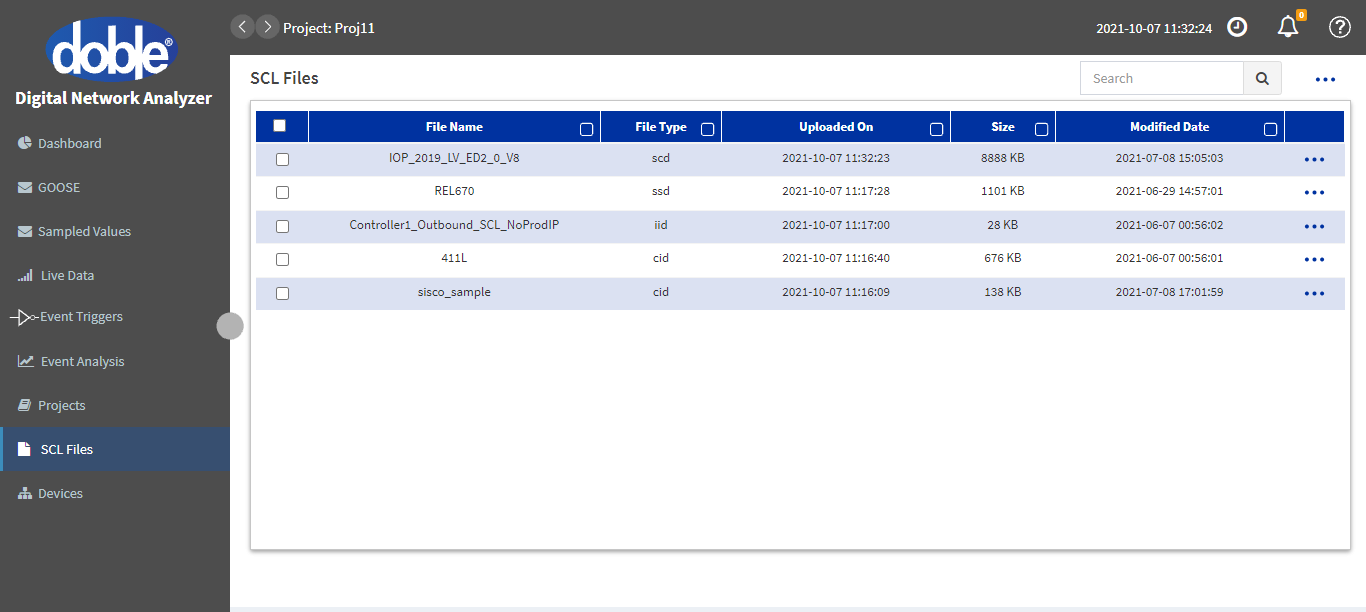 doble®
Digital Network Analyzer
Dashboard
GOOSE
Sampled Values
Live Data
Event Triggers
Event Analysis
Projects
SCL Files
Devices
Project: Proj11
2021-10-07 11:32:24
0
SCL Files
Search
File Name File Type Uploaded On Size Modified Date
IOP_2019_LV_ED2_0_V8 scd 2021-10-07 11:32:23 8888 KB 2021-07-08 15:05:03
REL670 ssd 2021-10-07 11:17:28 1101 KB 2021-06-29 14:57:01
Controller1_Outbound_SCL_NoProdIP iid 2021-10-07 11:17:00 28 KB 2021-06-07 00:56:02
411L cid 2021-10-07 11:16:40 676 KB 2021-06-07 00:56:01
sisco_sample cid 2021-10-07 11:16:09 138 KB 2021-07-08 17:01:59